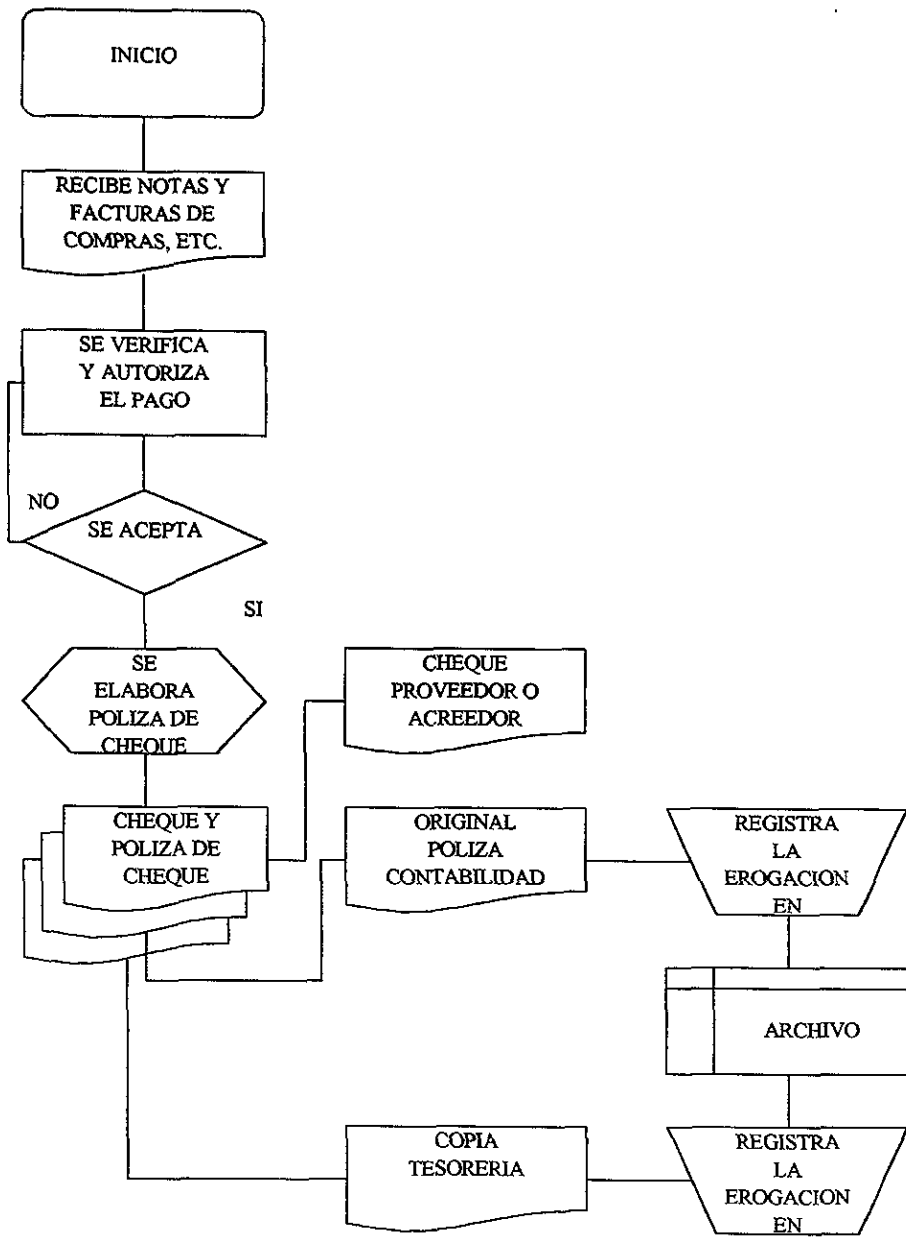 INICIO
RECIBE NOTAS Y
FACTURAS DE
COMPRAS, ETC.
SE VERIFICA
Y AUTORIZA
EL PAGO
NO
SE ACEPTA
SI
SE
ELABORA
POLIZA DE
CHEQUE
CHEQUE
PROVEEDOR O
ACREEDOR
CHEQUE Y
POLIZA DE
CHEQUE
ORIGINAL
POLIZA
CONTABILIDAD
REGISTRA
LA
EROGACION
EN
ARCHIVO
COPIA
TESORERIA
REGISTRA
LA
EROGACION
EN